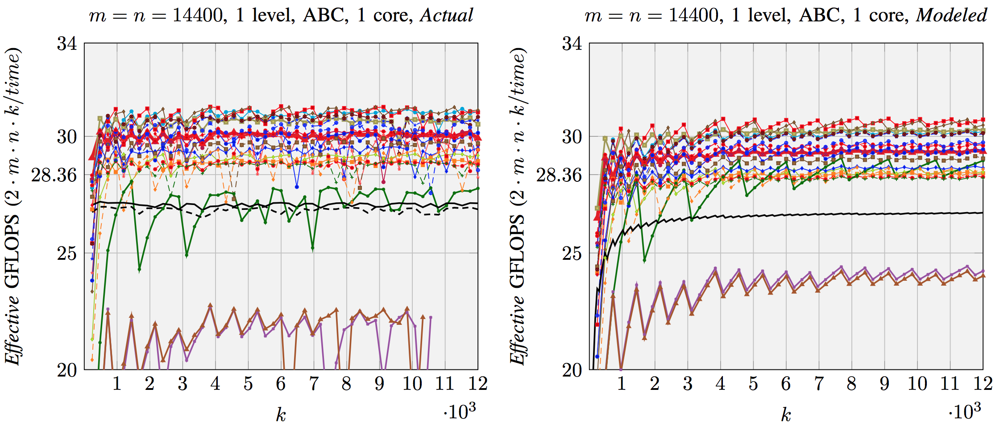 m = n = 14400, 1 level, ABC, 1 core, Actual
Effective GFLOPS (2 · m · n · k/time)
34
30
28.36
25
20
1 2 3 4 5 6 7 8 9 10 11 12
k
·10³
m = n = 14400, 1 level, ABC, 1 core, Modeled
Effective GFLOPS (2 · m · n · k/time)
34
30
28.36
25
20
1 2 3 4 5 6 7 8 9 10 11 12
k
·10³